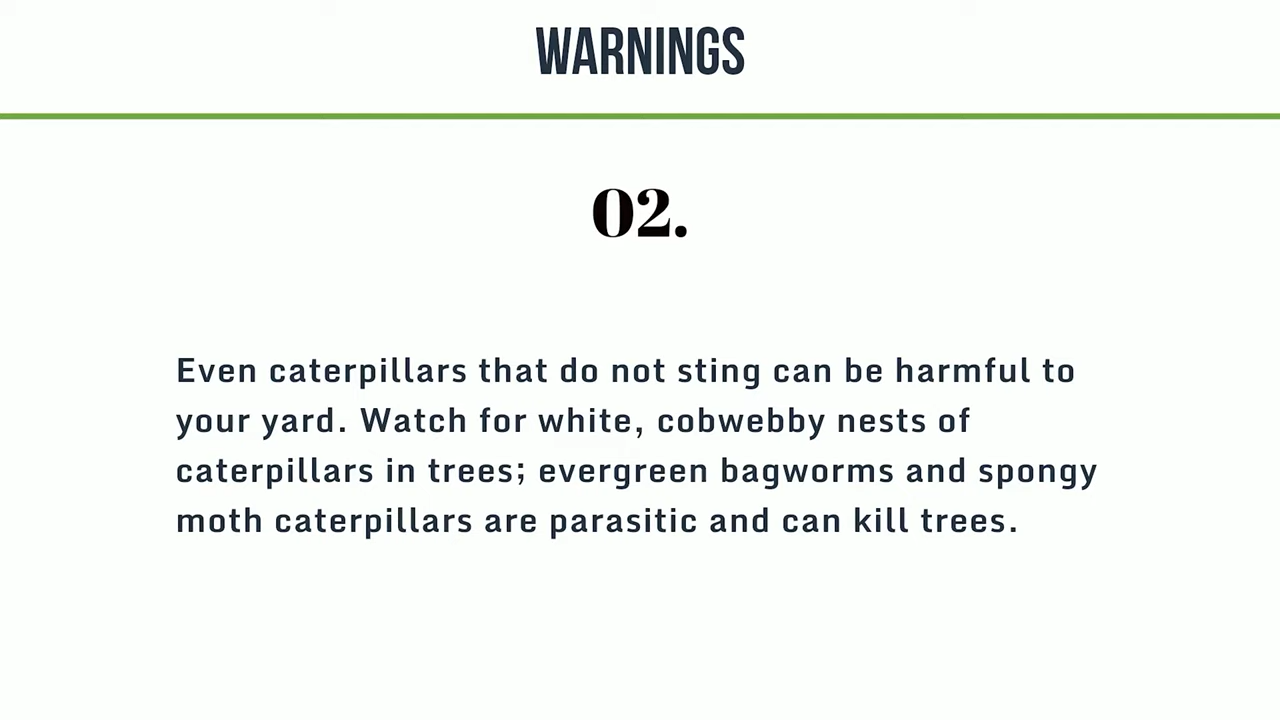 WARNINGS
02.
Even caterpillars that do not sting can be harmful to
your yard. Watch for white, cobwebby nests of
caterpillars in trees; evergreen bagworms and spongy
moth caterpillars are parasitic and can kill trees.